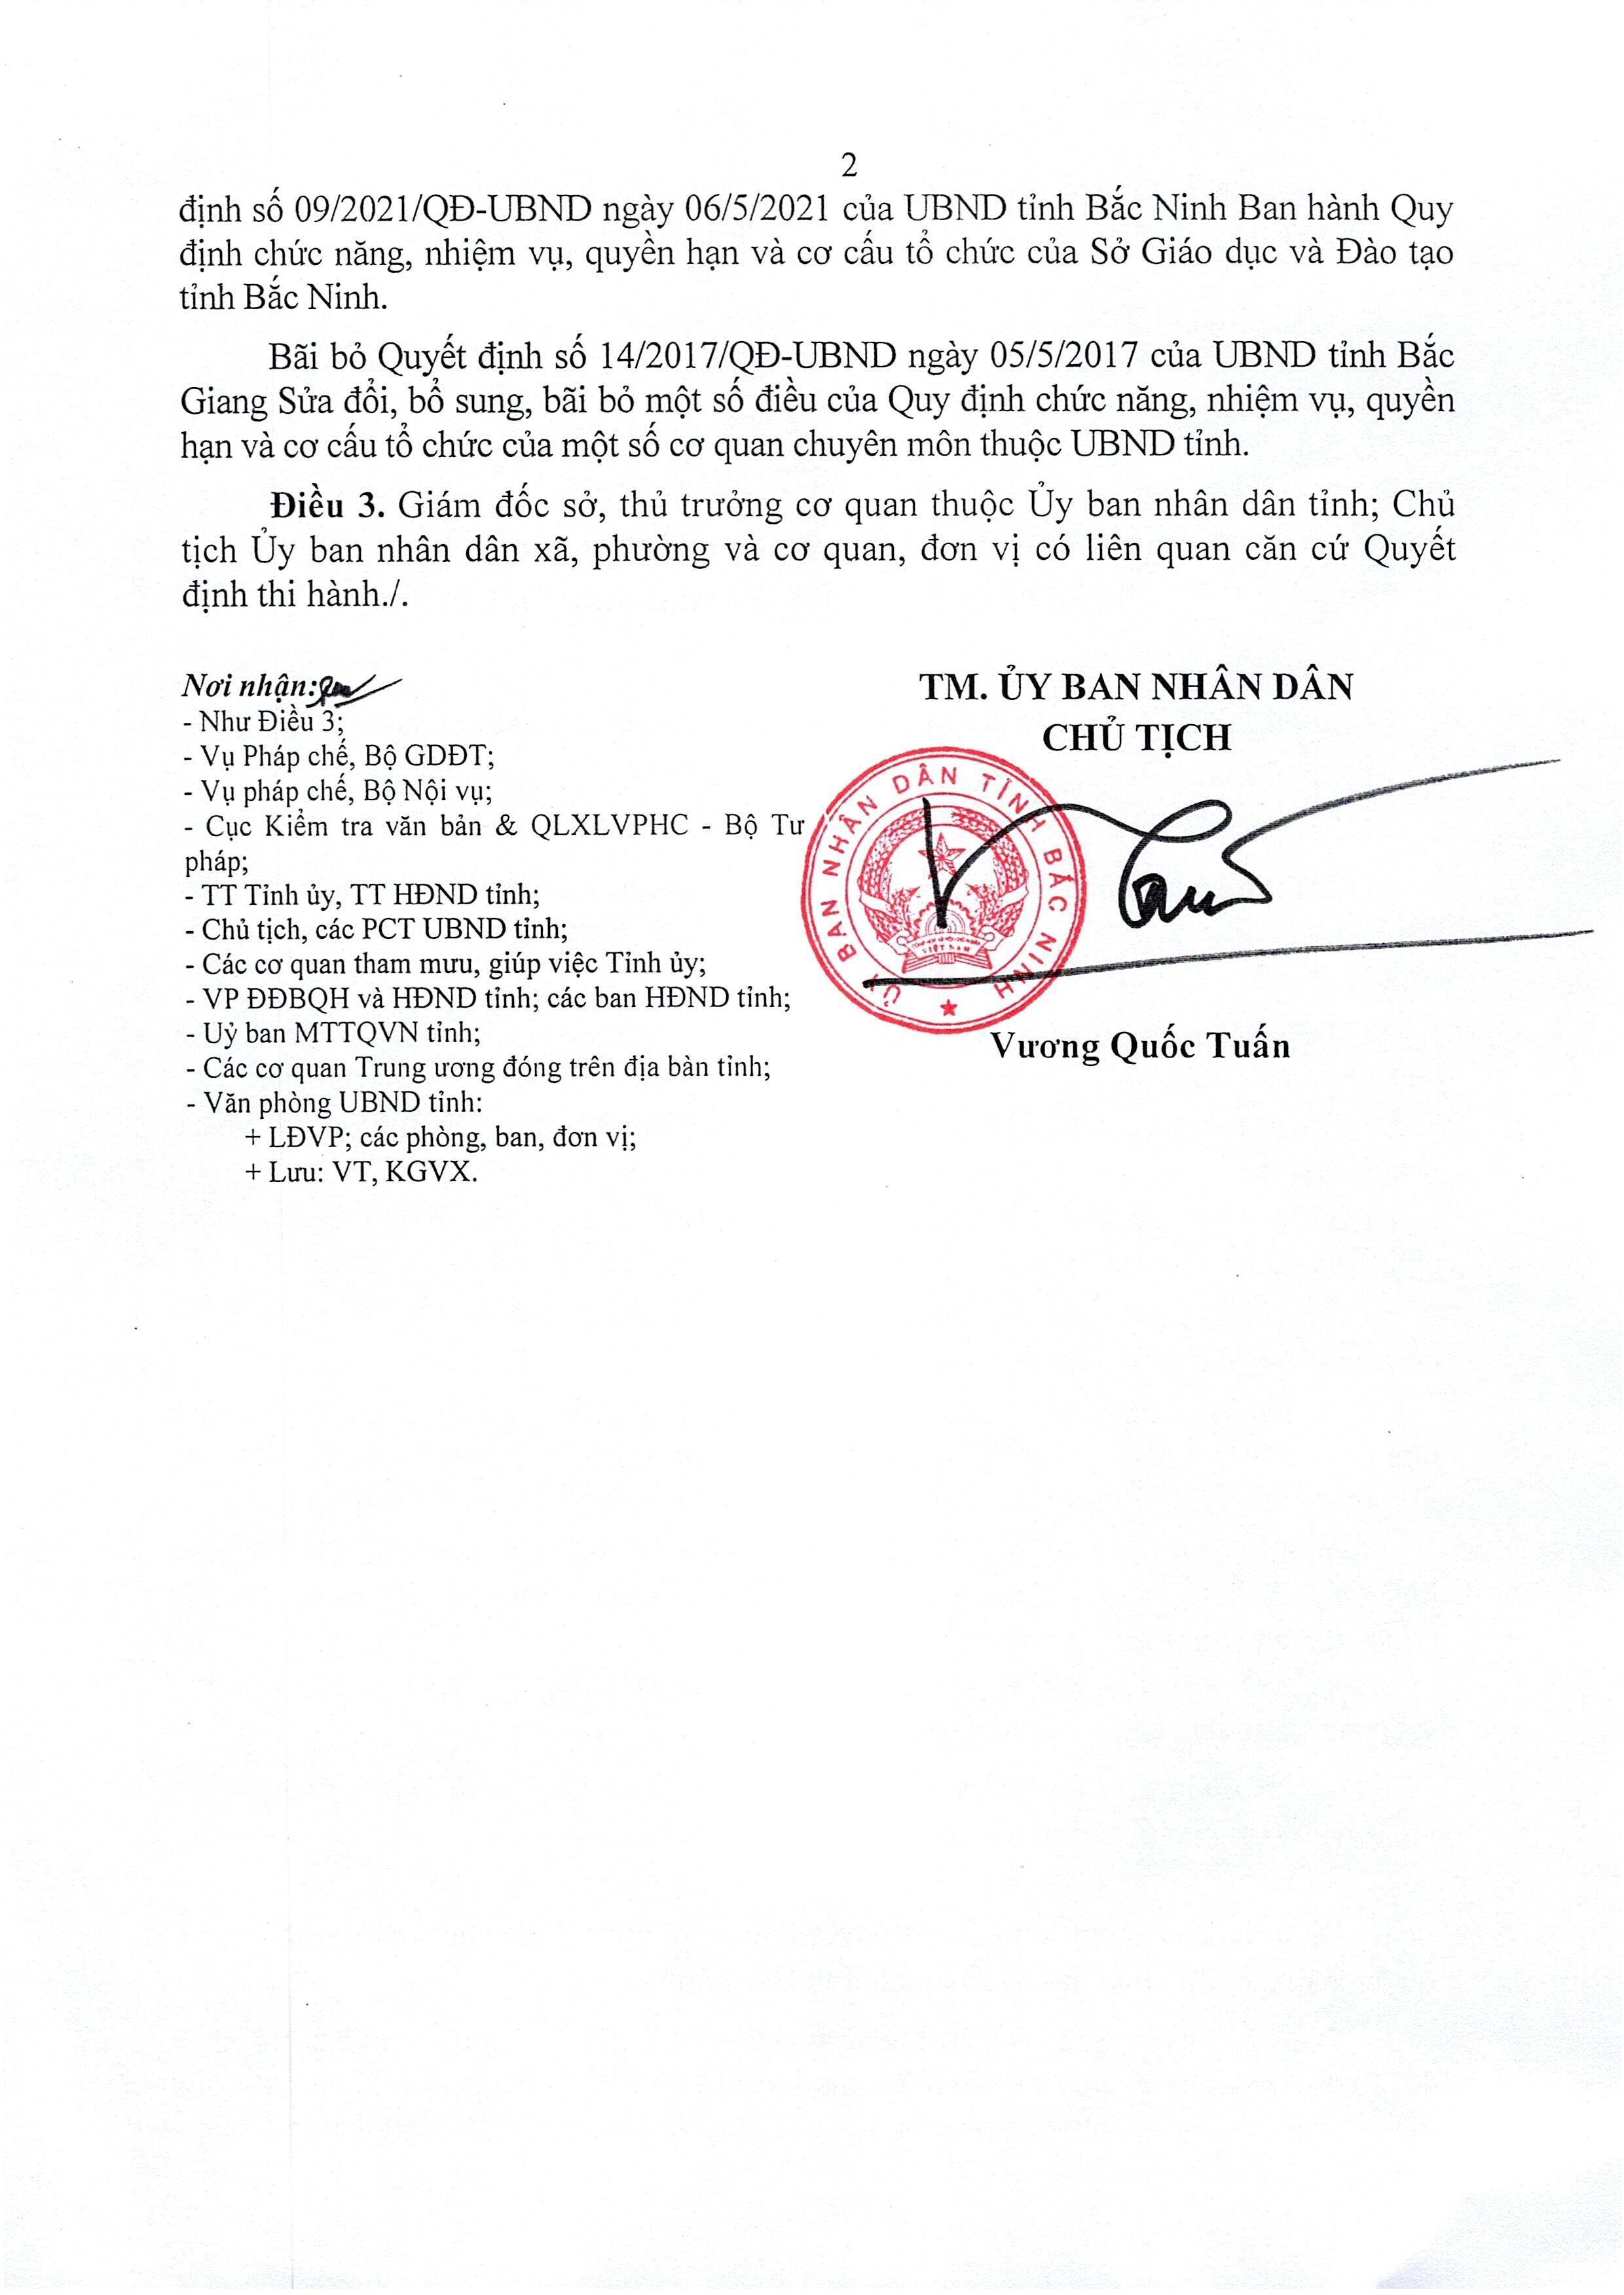 2
định số 09/2021/QĐ-UBND ngày 06/5/2021 của UBND tỉnh Bắc Ninh Ban hành Quy
định chức năng, nhiệm vụ, quyền hạn và cơ cấu tổ chức của Sở Giáo dục và Đào tạo
tỉnh Bắc Ninh.
Bãi bỏ Quyết định số 14/2017/QĐ-UBND ngày 05/5/2017 của UBND tỉnh Bắc
Giang Sửa đổi, bổ sung, bãi bỏ một số điều của Quy định chức năng, nhiệm vụ, quyền
hạn và cơ cấu tổ chức của một số cơ quan chuyên môn thuộc UBND tỉnh.
Điều 3. Giám đốc sở, thủ trưởng cơ quan thuộc Ủy ban nhân dân tỉnh; Chủ
tịch Ủy ban nhân dân xã, phường và cơ quan, đơn vị có liên quan căn cứ Quyết
định thi hành./.
Nơi nhận:
- Như Điều 3;
- Vụ Pháp chế, Bộ GDĐT;
- Vụ pháp chế, Bộ Nội vụ;
- Cục Kiểm tra văn bản & QLXLVPHC - Bộ Tư
pháp;
- TT Tỉnh ủy, TT HĐND tỉnh;
- Chủ tịch, các PCT UBND tỉnh;
- Các cơ quan tham mưu, giúp việc Tỉnh ủy;
- VP ĐĐBQH và HĐND tỉnh; các ban HĐND tỉnh;
- Uỷ ban MTTQVN tỉnh;
- Các cơ quan Trung ương đóng trên địa bàn tỉnh;
- Văn phòng UBND tỉnh:
+ LĐVP; các phòng, ban, đơn vị;
+ Lưu: VT, KGVX.
TM. ỦY BAN NHÂN DÂN
CHỦ TỊCH
ỦY BAN NHÂN DÂN TỈNH BẮC NINH
VIỆT NAM
Vương Quốc Tuấn